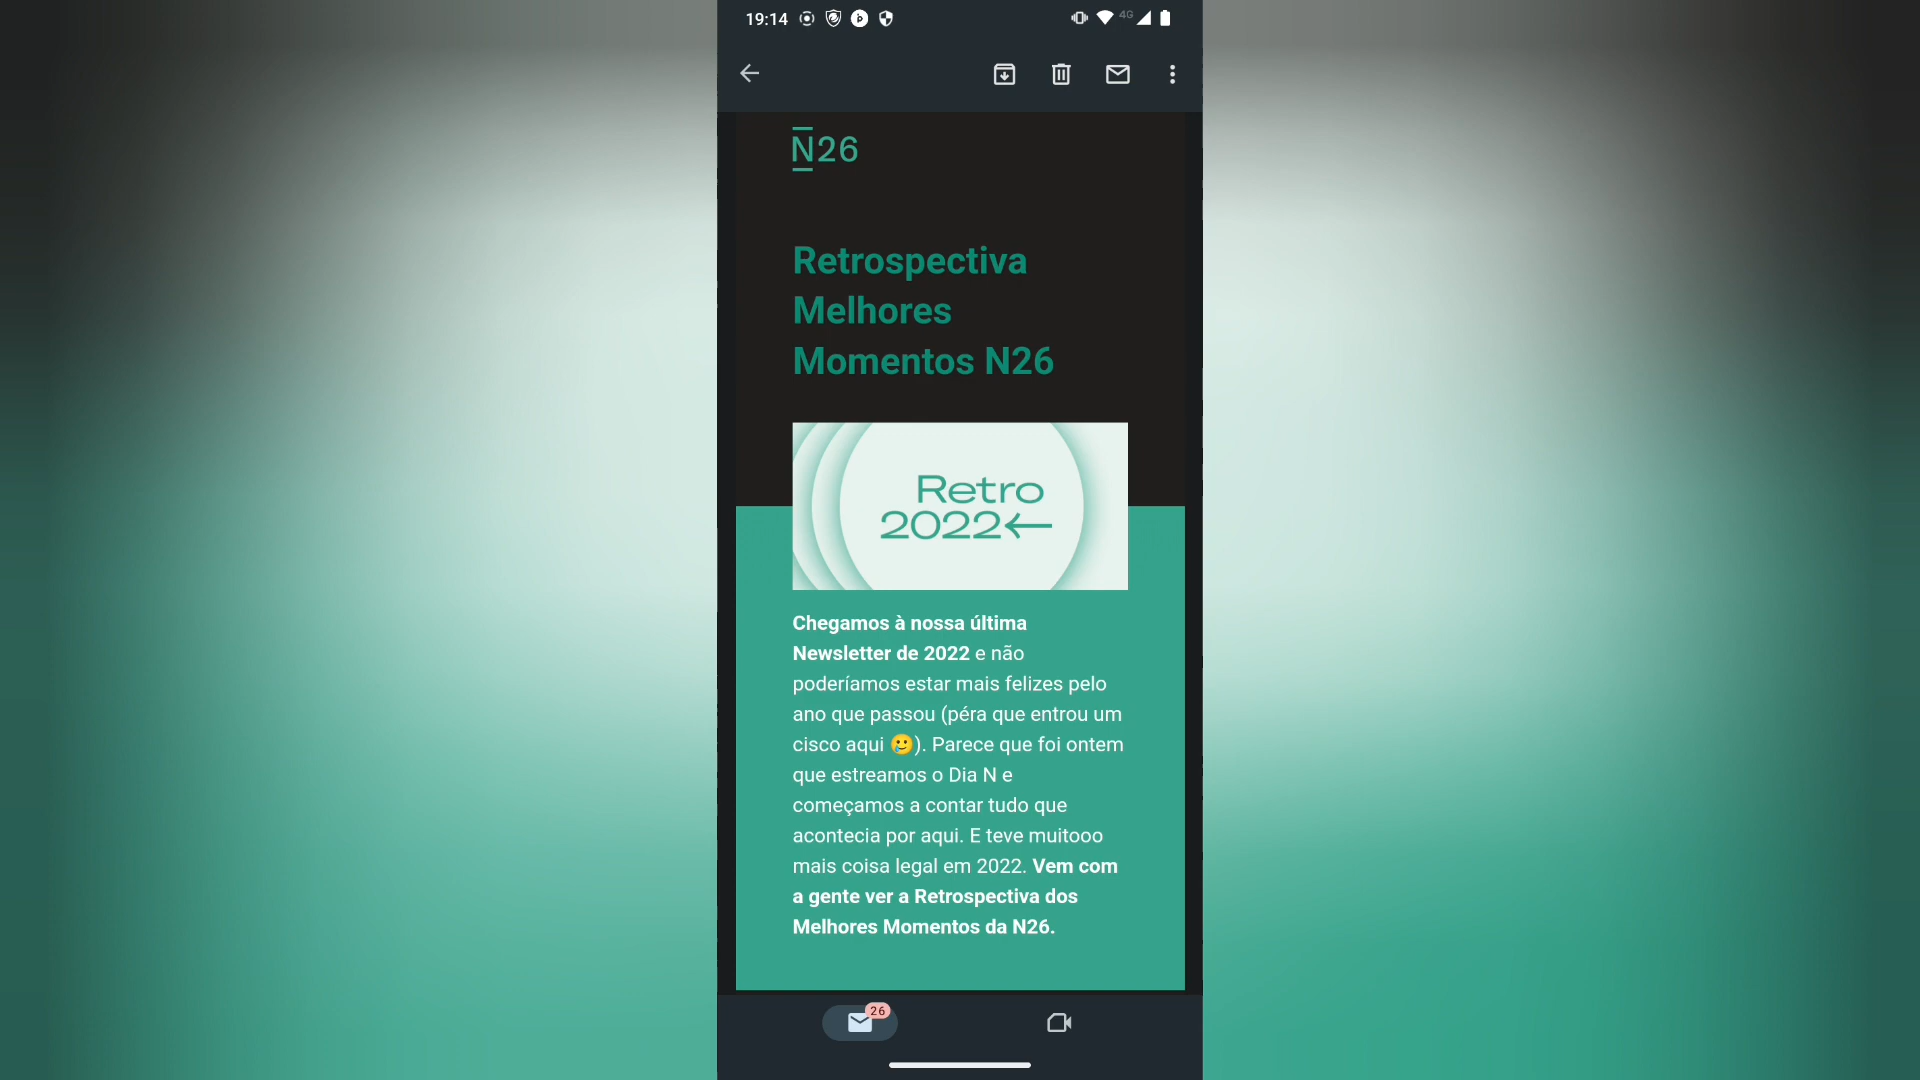 19:14
4G
N26
Retrospectiva
Melhores
Momentos N26
Retro
2022←
Chegamos à nossa última
Newsletter de 2022 e não
poderíamos estar mais felizes pelo
ano que passou (péra que entrou um
cisco aqui 🥲). Parece que foi ontem
que estreamos o Dia N e
começamos a contar tudo que
acontecia por aqui. E teve muitooo
mais coisa legal em 2022. Vem com
a gente ver a Retrospectiva dos
Melhores Momentos da N26.
26